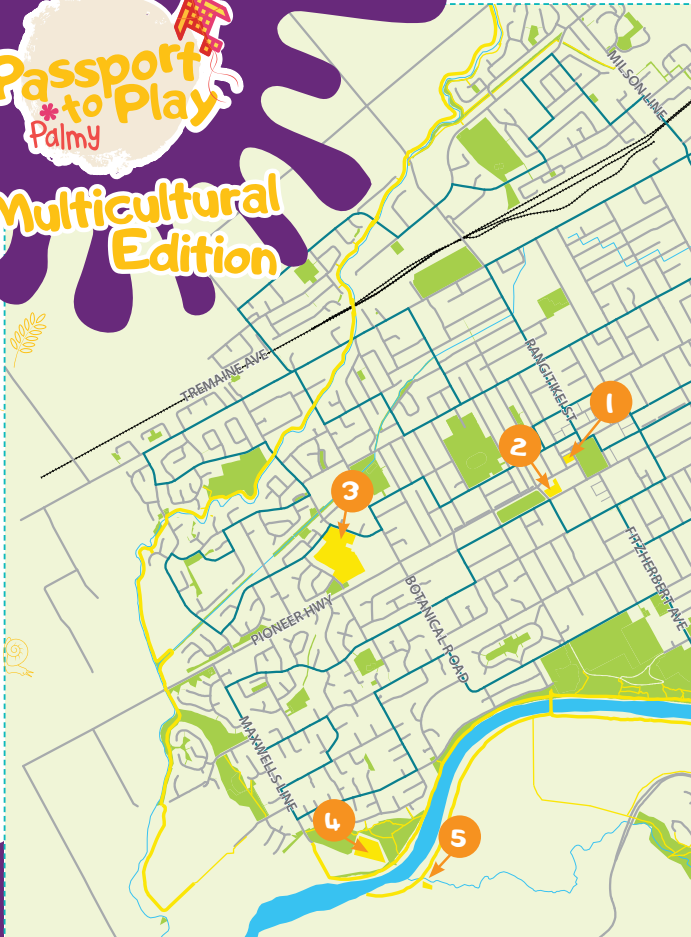 Passport
to Play
Palmy
Multicultural
Edition
MILSON LINE
TREMAINE AVE
RANGITIKEI ST
1
2
3
FITZHERBERT AVE
BOTANICAL ROAD
PIONEER HWY
MAXWELLS LINE
4
5